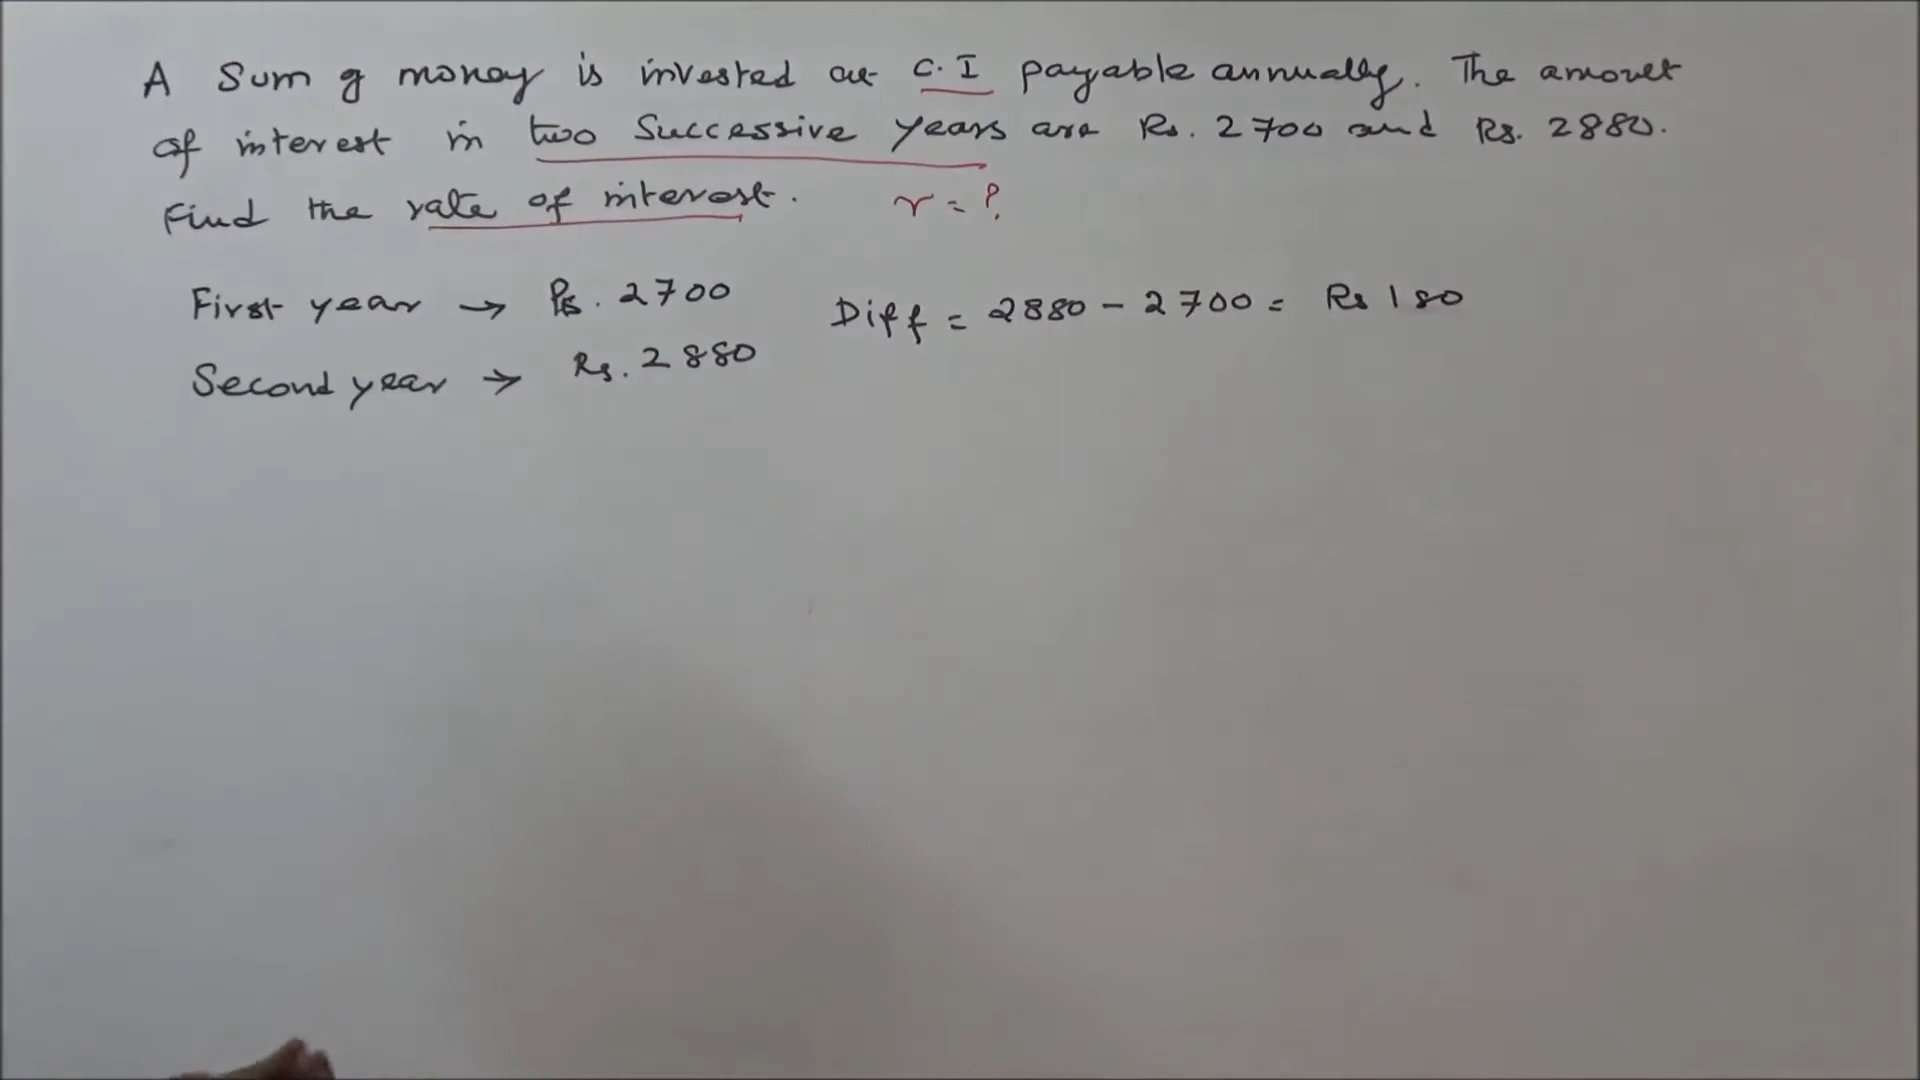 A Sum of money is invested at C.I payable annually. The amount
of interest in two Successive years are Rs. 2700 and Rs. 2880.
Find the rate of interest. r = ?
First year → Rs. 2700 Diff = 2880 - 2700 = Rs 180
Second year → Rs. 2880